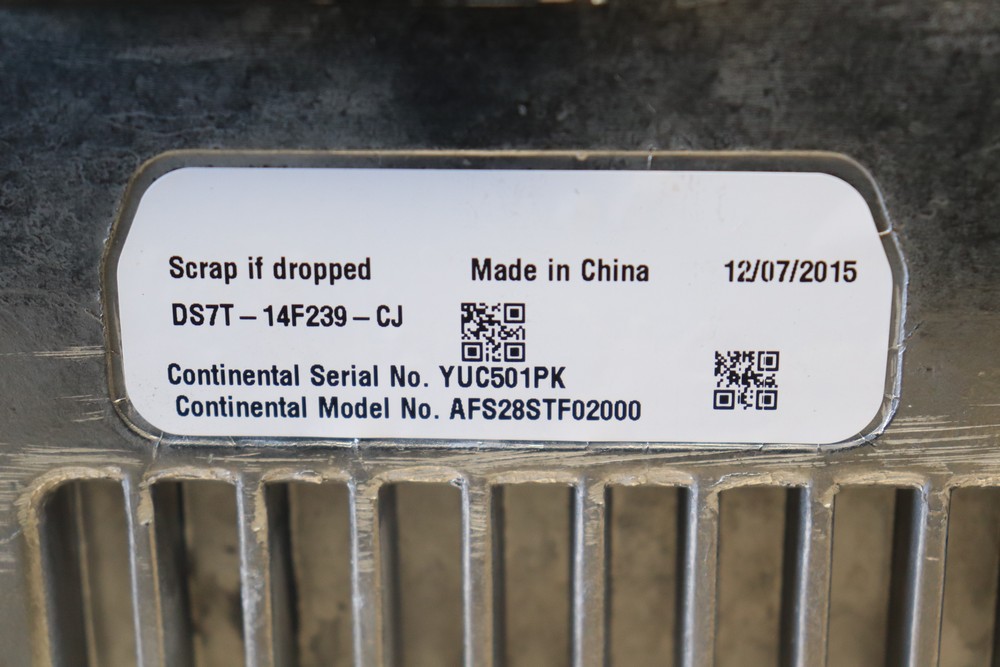 Scrap if dropped Made in China 12/07/2015
DS7T – 14F239 – CJ
Continental Serial No. YUC501PK
Continental Model No. AFS28STF02000